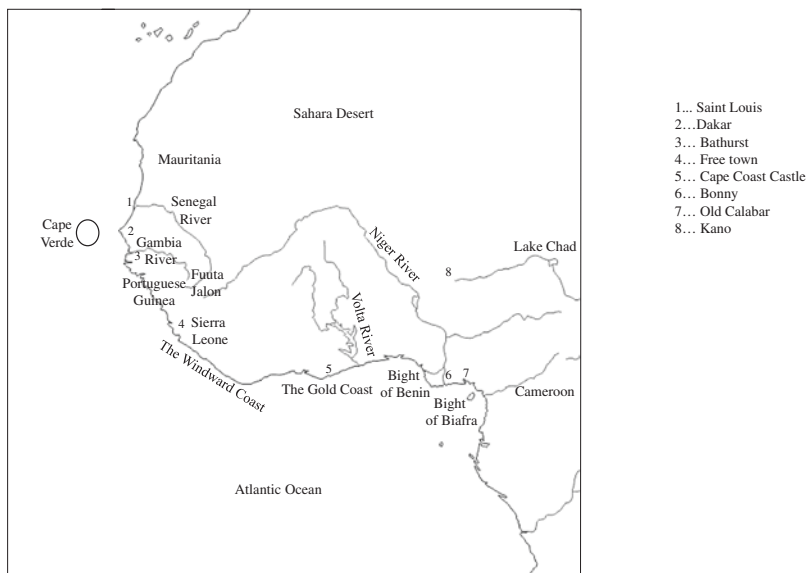 Sahara Desert
Mauritania
1
Senegal
River
Cape
Verde
2
Gambia
River
3
Niger River
Lake Chad
8
Fuuta
Jalon
Portuguese
Guinea
Volta River
4
Sierra
Leone
The Windward Coast
5
The Gold Coast
Bight
of Benin
6
7
Bight
of Biafra
Cameroon
Atlantic Ocean
1... Saint Louis
2…Dakar
3… Bathurst
4… Free town
5… Cape Coast Castle
6… Bonny
7… Old Calabar
8… Kano